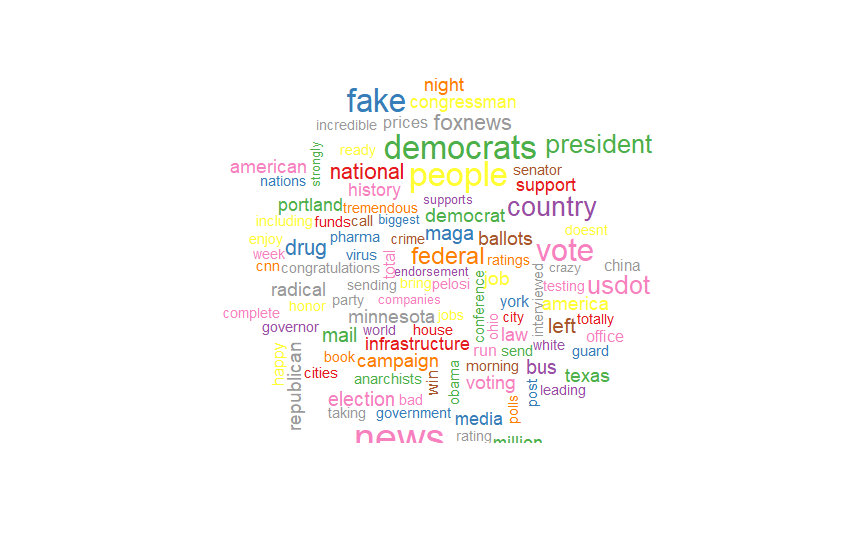 night
fake congressman
incredible prices foxnews
strongly ready democrats president
american national people senator
nations history support
portland tremendous supports country
including funds call biggest democrat
enjoy drug pharma crime maga ballots doesnt
week virus total federal ratings vote
cnn congratulations endorsement crazy china
radical sending bring pelosi job interviewed testing usdot
party companies conference york america
complete honor minnesota jobs ohio city left totally
governor world house law office
mail infrastructure run send white guard
happy republican book campaign morning bus
cities anarchists win obama voting post texas
election bad polls leading
taking government media
news rating million